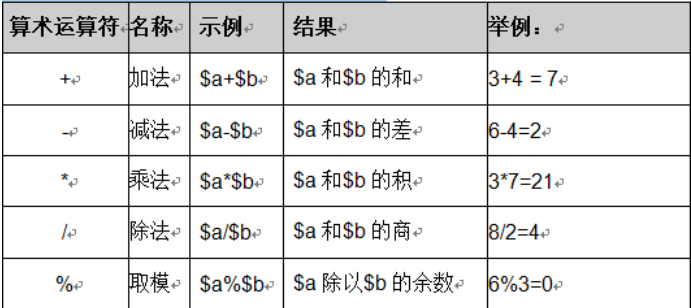 算术运算符 名称 示例 结果 举例：
+ 加法 $a+$b $a 和$b 的和 3+4 = 7
- 减法 $a-$b $a 和$b 的差 6-4=2
* 乘法 $a*$b $a 和$b 的积 3*7=21
/ 除法 $a/$b $a 和$b 的商 8/2=4
% 取模 $a%$b $a 除以$b 的余数 6%3=0